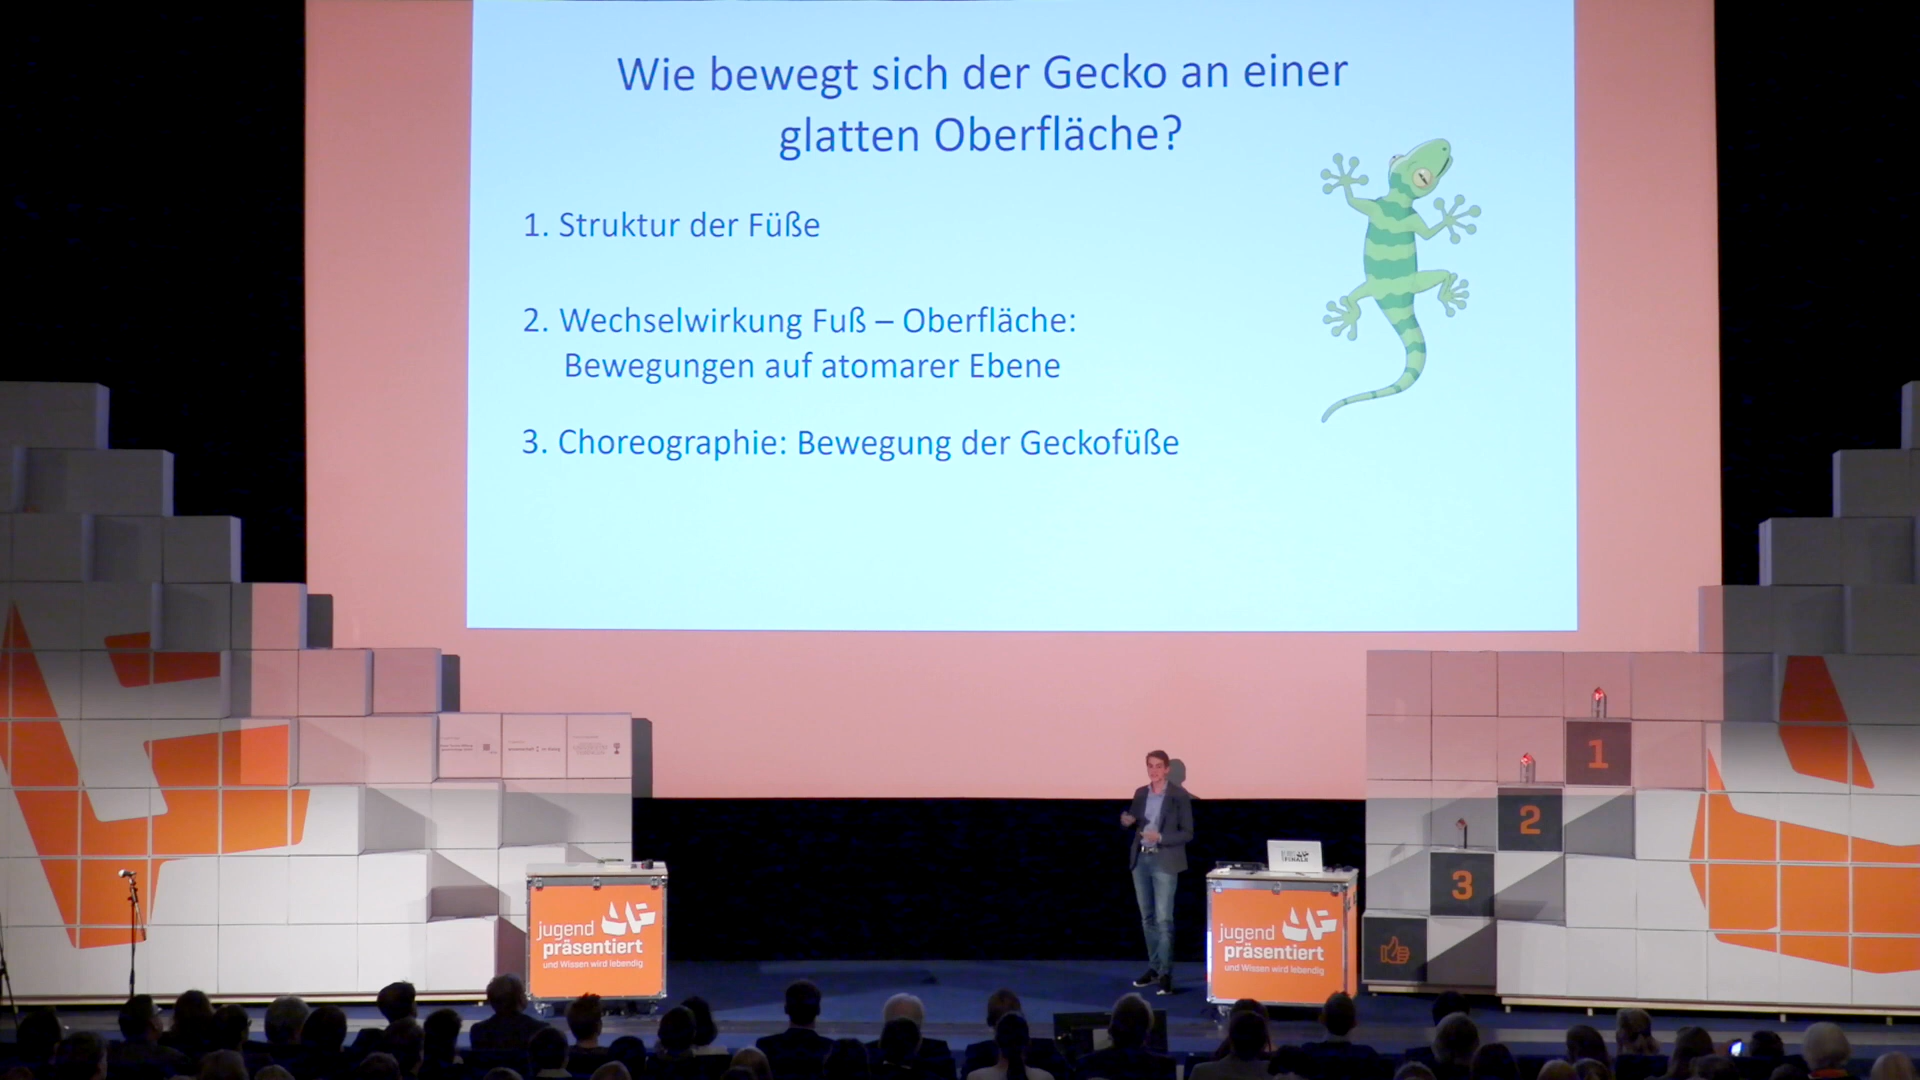 Wie bewegt sich der Gecko an einer
glatten Oberfläche?
1. Struktur der Füße
2. Wechselwirkung Fuß – Oberfläche:
Bewegungen auf atomarer Ebene
3. Choreographie: Bewegung der Geckofüße
1
2
3
jugend
präsentiert
und Wissen wird lebendig
FINALE
jugend
präsentiert
und Wissen wird lebendig